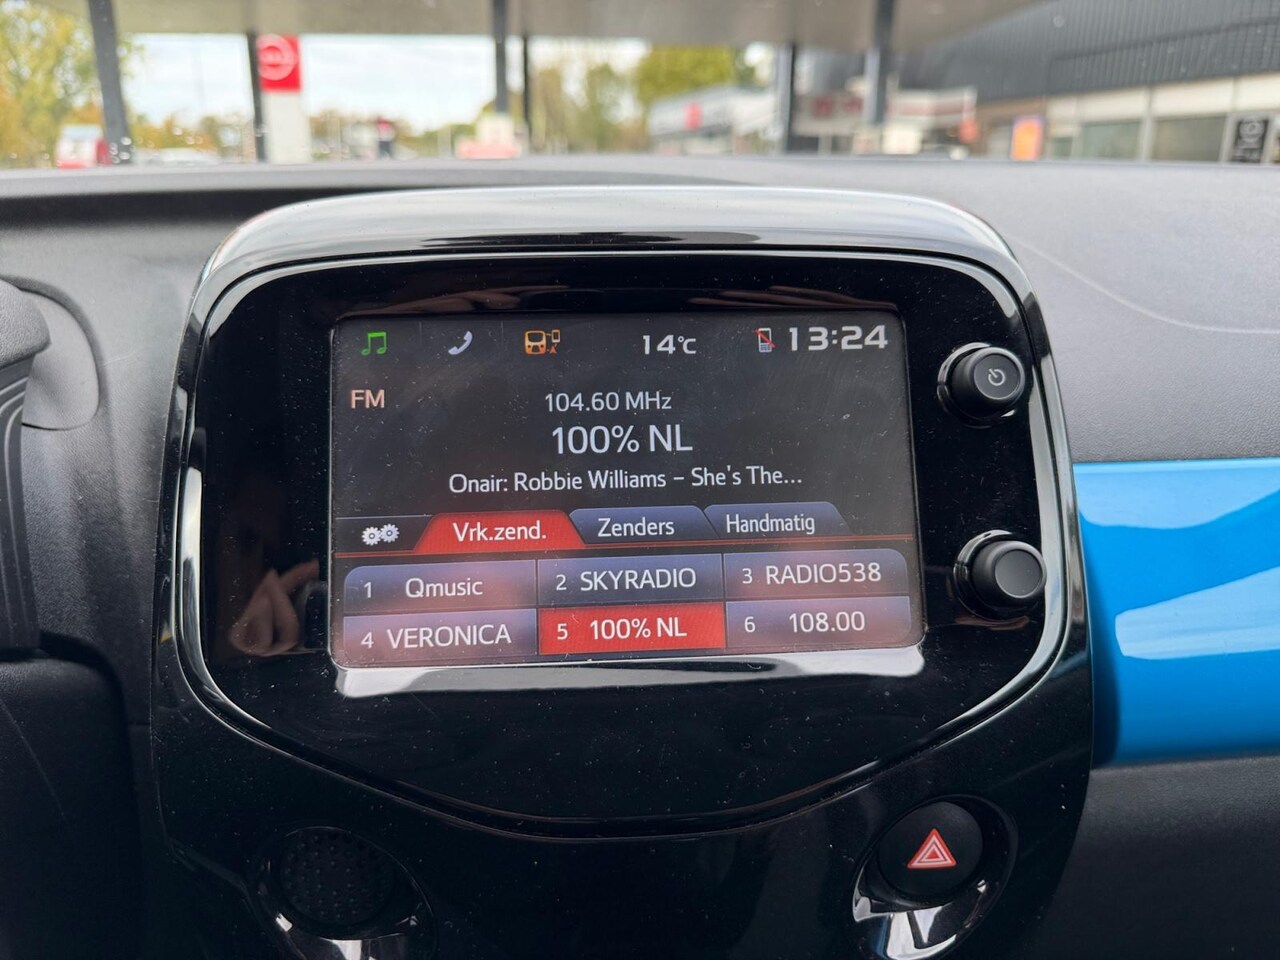 14°C
13:24
FM
104.60 MHz
100% NL
Onair: Robbie Williams – She's The...
Vrk.zend.
Zenders
Handmatig
1 Qmusic
2 SKYRADIO
3 RADIO538
4 VERONICA
5 100% NL
6 108.00